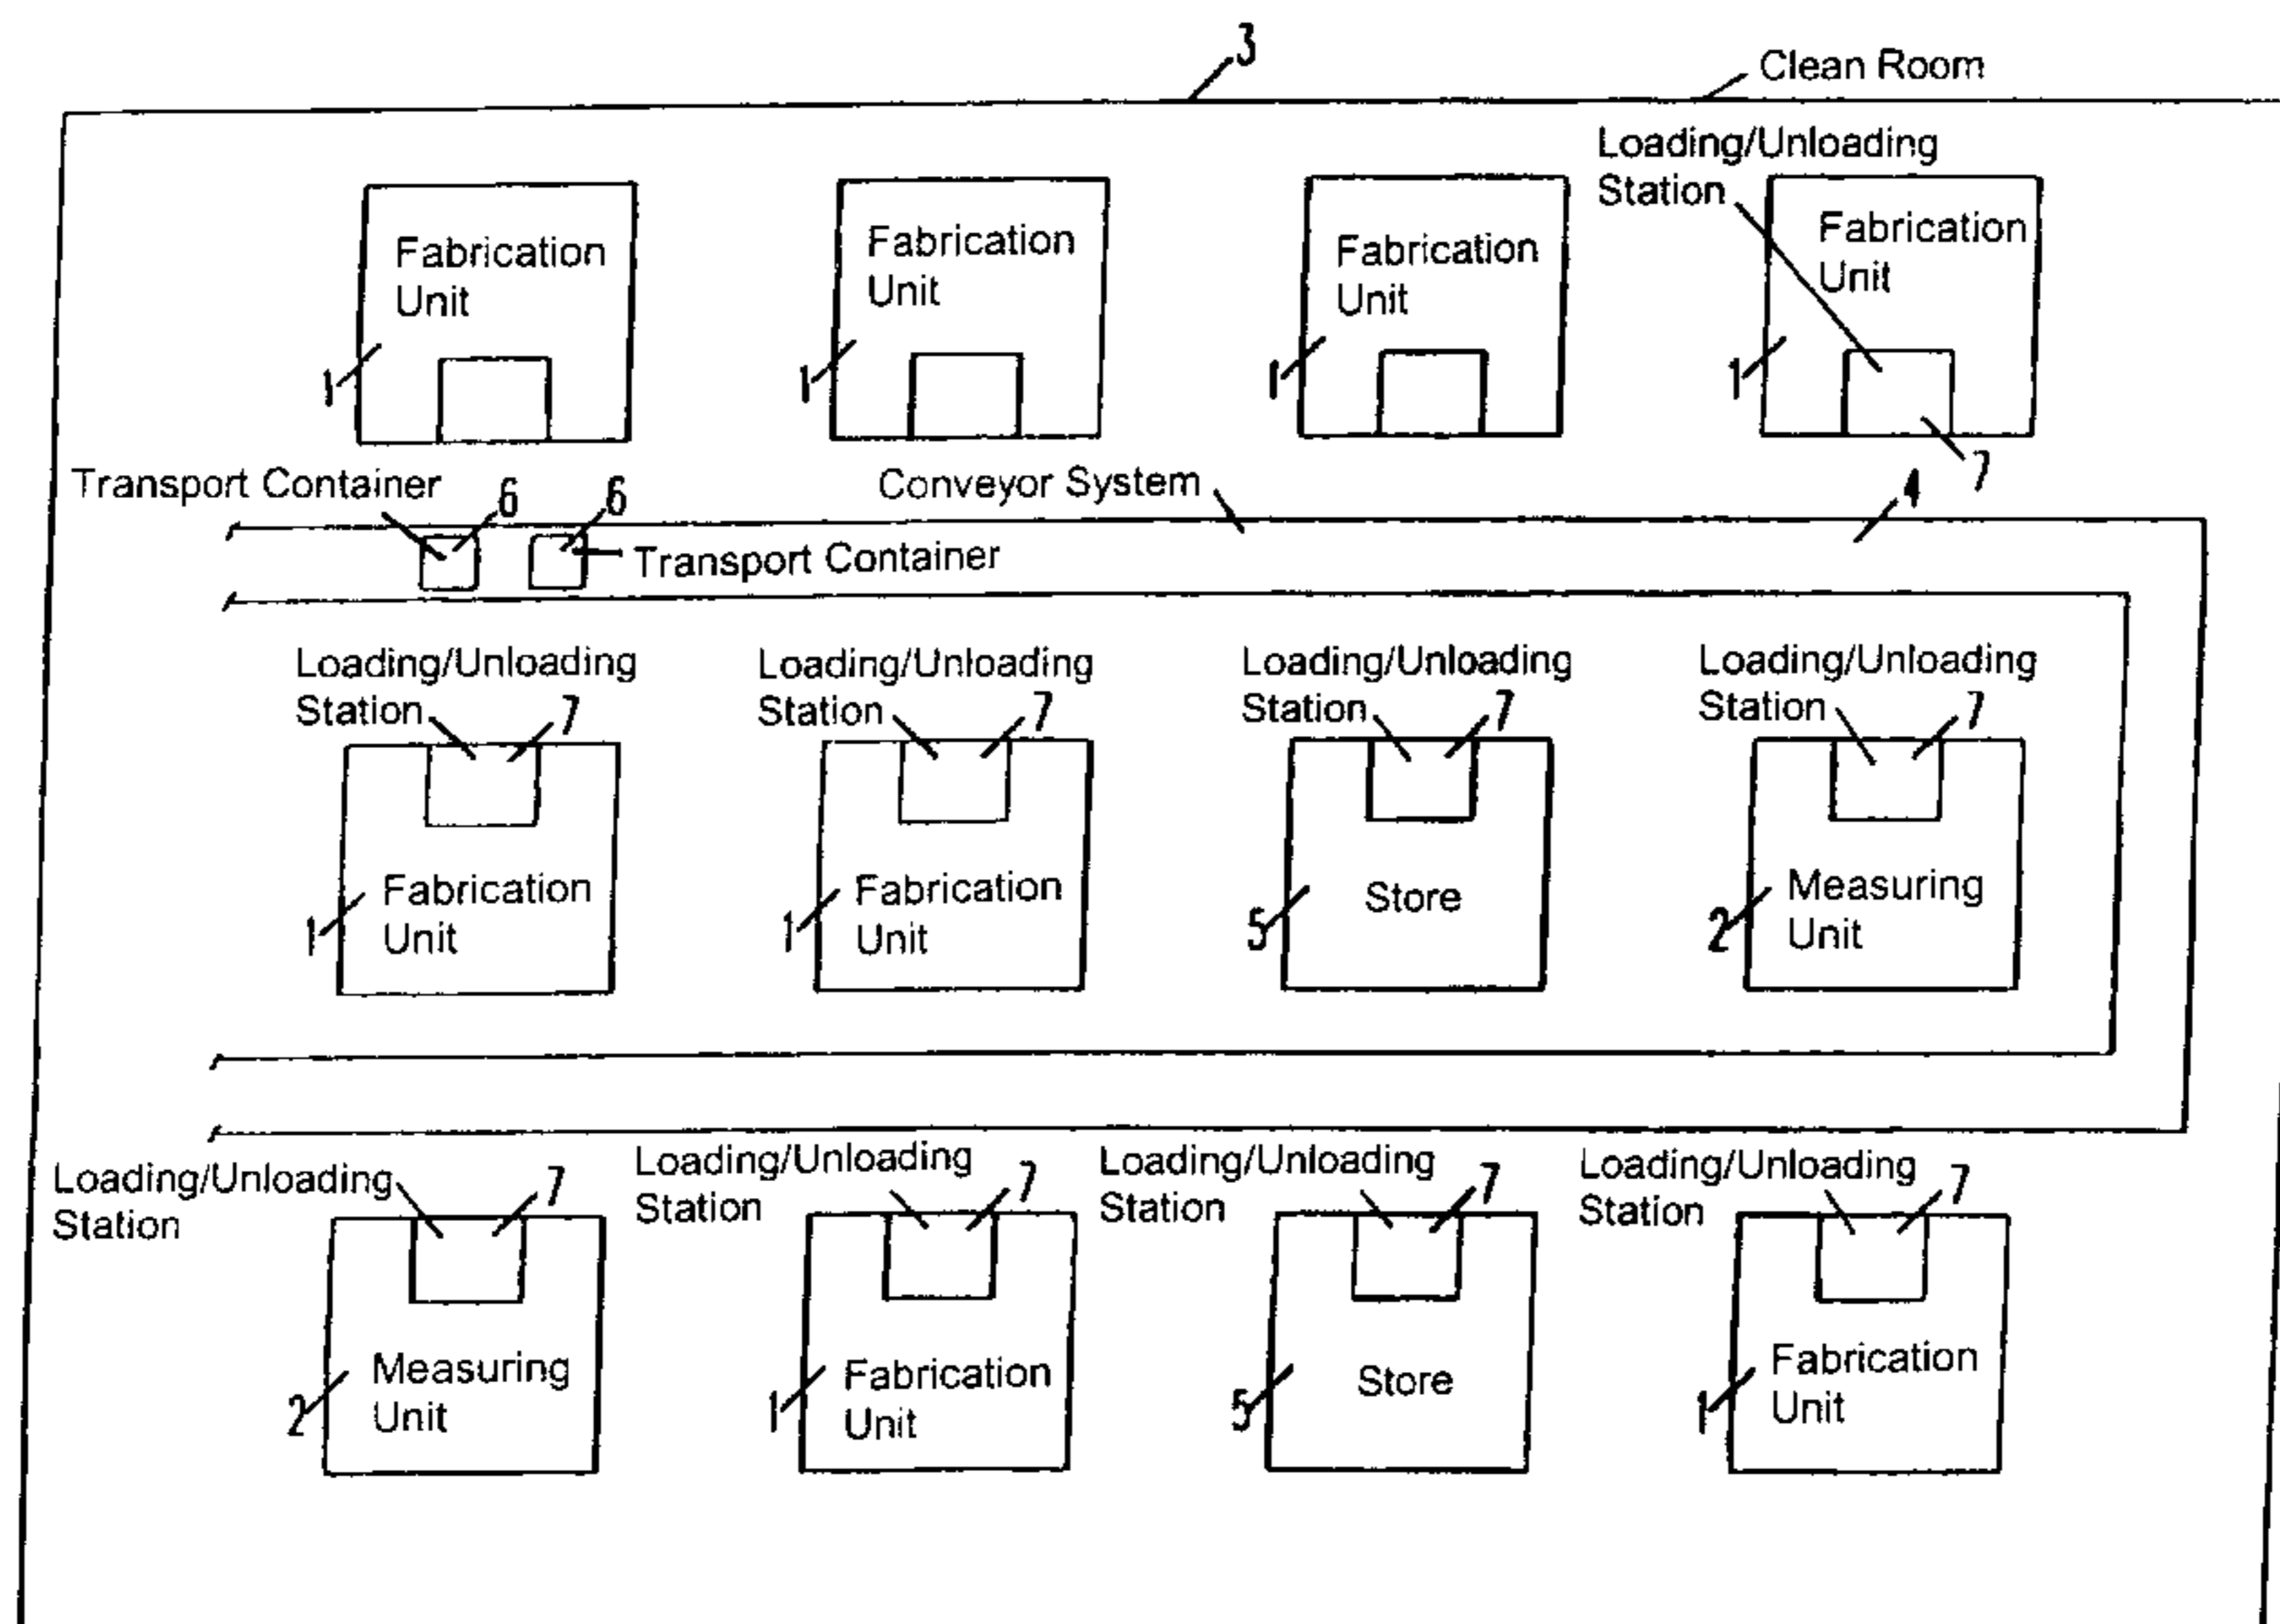 3
Clean Room
Loading/Unloading
Station
Fabrication
Unit
1
Fabrication
Unit
1
Fabrication
Unit
1
Fabrication
Unit
1
7
Transport Container
6
6
Transport Container
Conveyor System
4
Loading/Unloading
Station
7
Loading/Unloading
Station
7
Loading/Unloading
Station
7
Loading/Unloading
Station
7
1
Fabrication
Unit
1
Fabrication
Unit
5
Store
2
Measuring
Unit
Loading/Unloading
Station
7
Loading/Unloading
Station
7
Loading/Unloading
Station
7
Loading/Unloading
Station
7
2
Measuring
Unit
1
Fabrication
Unit
5
Store
1
Fabrication
Unit